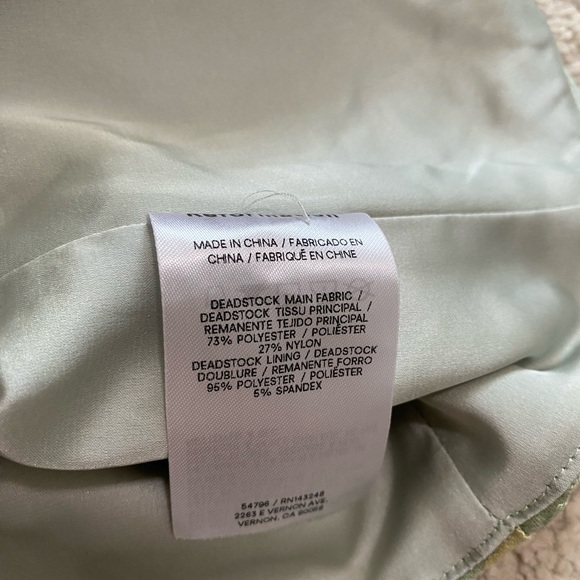 Reformation
MADE IN CHINA / FABRICADO EN
CHINA / FABRIQUÉ EN CHINE
DEADSTOCK MAIN FABRIC /
DEADSTOCK TISSU PRINCIPAL /
REMANENTE TEJIDO PRINCIPAL
73% POLYESTER / POLIÉSTER
27% NYLON
DEADSTOCK LINING / DEADSTOCK
DOUBLURE / REMANENTE FORRO
95% POLYESTER / POLIÉSTER
5% SPANDEX
54796 / RN143248
2263 E VERNON AVE.
VERNON, CA 90058